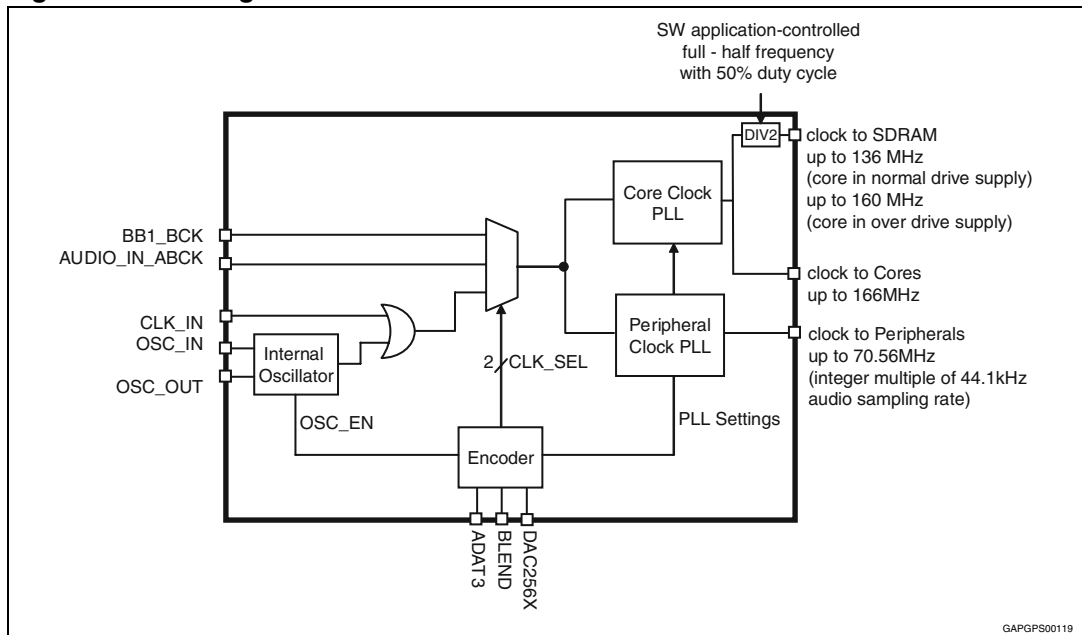 SW application-controlled
full - half frequency
with 50% duty cycle
DIV2
clock to SDRAM
up to 136 MHz
(core in normal drive supply)
up to 160 MHz
(core in over drive supply)
Core Clock
PLL
BB1_BCK
AUDIO_IN_ABCK
clock to Cores
up to 166MHz
CLK_IN
OSC_IN
OSC_OUT
Internal
Oscillator
Peripheral
Clock PLL
clock to Peripherals
up to 70.56MHz
(integer multiple of 44.1kHz
audio sampling rate)
2
CLK_SEL
OSC_EN
PLL Settings
Encoder
ADAT3
BLEND
DAC256X
GAPGPS00119